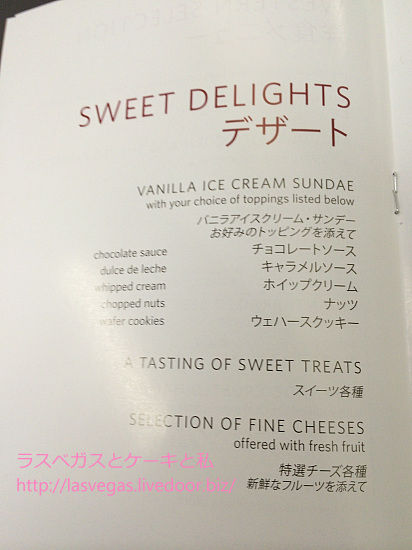 SWEET DELIGHTS
デザート
VANILLA ICE CREAM SUNDAE
with your choice of toppings listed below
バニラアイスクリーム・サンデー
お好みのトッピングを添えて
chocolate sauce チョコレートソース
dulce de leche キャラメルソース
whipped cream ホイップクリーム
chopped nuts ナッツ
wafer cookies ウェハースクッキー
A TASTING OF SWEET TREATS
スイーツ各種
SELECTION OF FINE CHEESES
offered with fresh fruit
特選チーズ各種
新鮮なフルーツを添えて
ラスベガスとケーキと私
http://lasvegas.livedoor.biz/